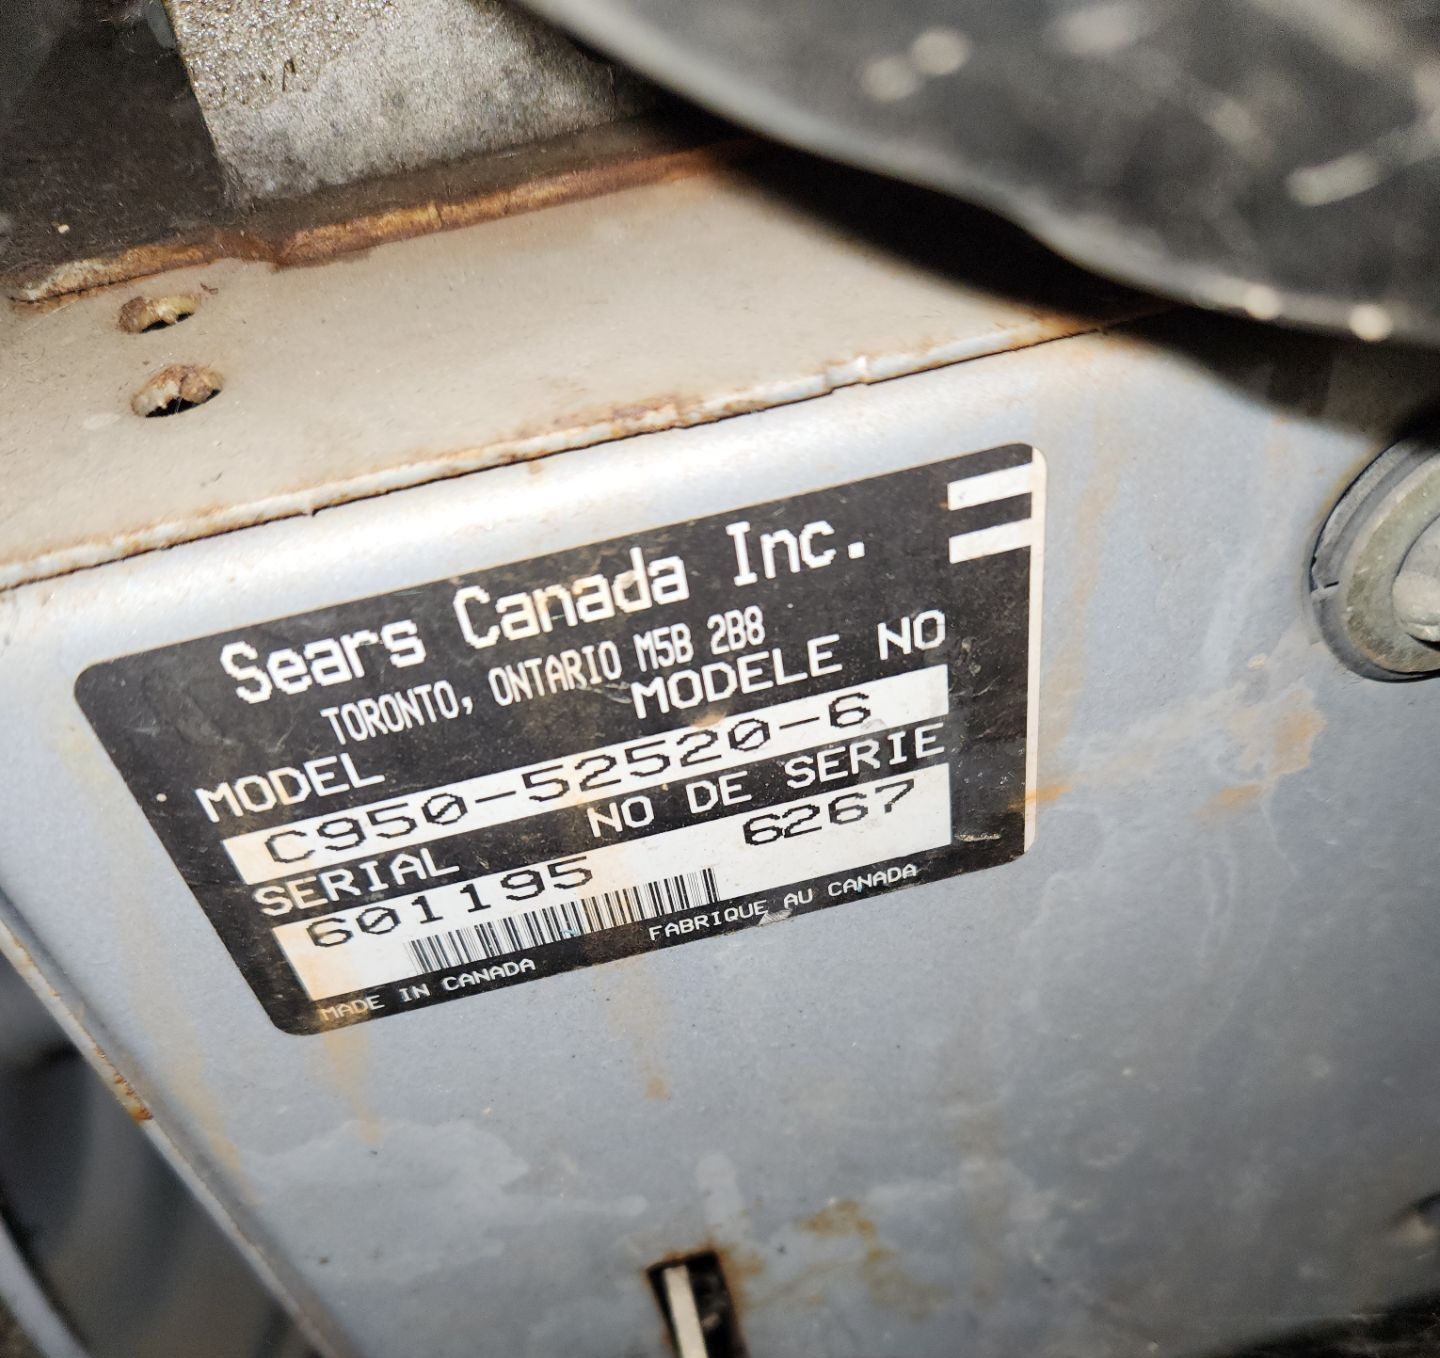 Sears Canada Inc.
TORONTO, ONTARIO M5B 2B8
MODEL MODELE NO
C950-52520-6
SERIAL NO DE SERIE
601195 6267
MADE IN CANADA FABRIQUE AU CANADA